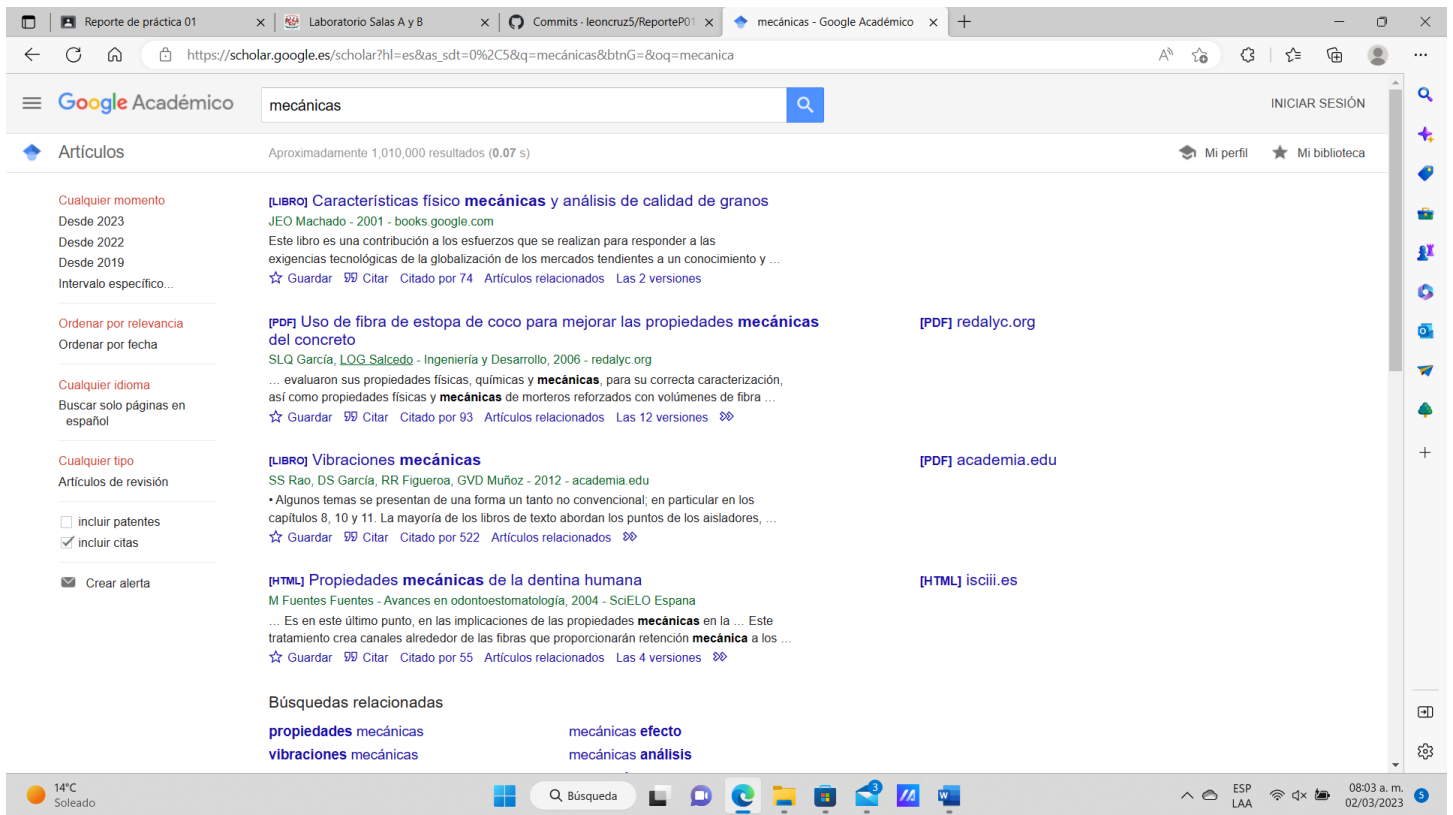 Reporte de práctica 01
Laboratorio Salas A y B
Commits · leoncruz5/ReporteP01
mecánicas - Google Académico
https://scholar.google.es/scholar?hl=es&as_sdt=0%2C5&q=mecánicas&btnG=&oq=mecanica
Google Académico
mecánicas
INICIAR SESIÓN
Artículos
Aproximadamente 1,010,000 resultados (0.07 s)
Mi perfil
Mi biblioteca
Cualquier momento
Desde 2023
Desde 2022
Desde 2019
Intervalo específico...
Ordenar por relevancia
Ordenar por fecha
Cualquier idioma
Buscar solo páginas en
español
Cualquier tipo
Artículos de revisión
incluir patentes
incluir citas
Crear alerta
[LIBRO] Características físico mecánicas y análisis de calidad de granos
JEO Machado - 2001 - books.google.com
Este libro es una contribución a los esfuerzos que se realizan para responder a las
exigencias tecnológicas de la globalización de los mercados tendientes a un conocimiento y …
Guardar Citar Citado por 74 Artículos relacionados Las 2 versiones
[PDF] Uso de fibra de estopa de coco para mejorar las propiedades mecánicas
del concreto
[PDF] redalyc.org
SLQ García, LOG Salcedo - Ingeniería y Desarrollo, 2006 - redalyc.org
… evaluaron sus propiedades físicas, químicas y mecánicas, para su correcta caracterización,
así como propiedades físicas y mecánicas de morteros reforzados con volúmenes de fibra …
Guardar Citar Citado por 93 Artículos relacionados Las 12 versiones
[LIBRO] Vibraciones mecánicas
[PDF] academia.edu
SS Rao, DS García, RR Figueroa, GVD Muñoz - 2012 - academia.edu
• Algunos temas se presentan de una forma un tanto no convencional; en particular en los
capítulos 8, 10 y 11. La mayoría de los libros de texto abordan los puntos de los aisladores, …
Guardar Citar Citado por 522 Artículos relacionados
[HTML] Propiedades mecánicas de la dentina humana
[HTML] isciii.es
M Fuentes Fuentes - Avances en odontoestomatología, 2004 - SciELO Espana
… Es en este último punto, en las implicaciones de las propiedades mecánicas en la … Este
tratamiento crea canales alrededor de las fibras que proporcionarán retención mecánica a los …
Guardar Citar Citado por 55 Artículos relacionados Las 4 versiones
Búsquedas relacionadas
propiedades mecánicas
mecánicas efecto
vibraciones mecánicas
mecánicas análisis
14°C
Soleado
Búsqueda
3
ESP
LAA
08:03 a. m.
02/03/2023
5